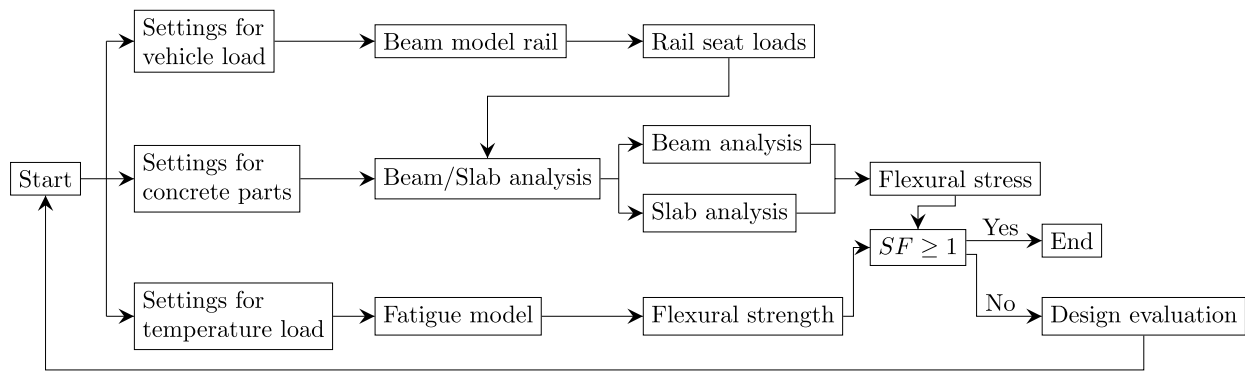 Settings for
vehicle load
Beam model rail
Rail seat loads
Start
Settings for
concrete parts
Beam/Slab analysis
Beam analysis
Slab analysis
Flexural stress
SF ≥ 1
Yes
End
No
Settings for
temperature load
Fatigue model
Flexural strength
Design evaluation